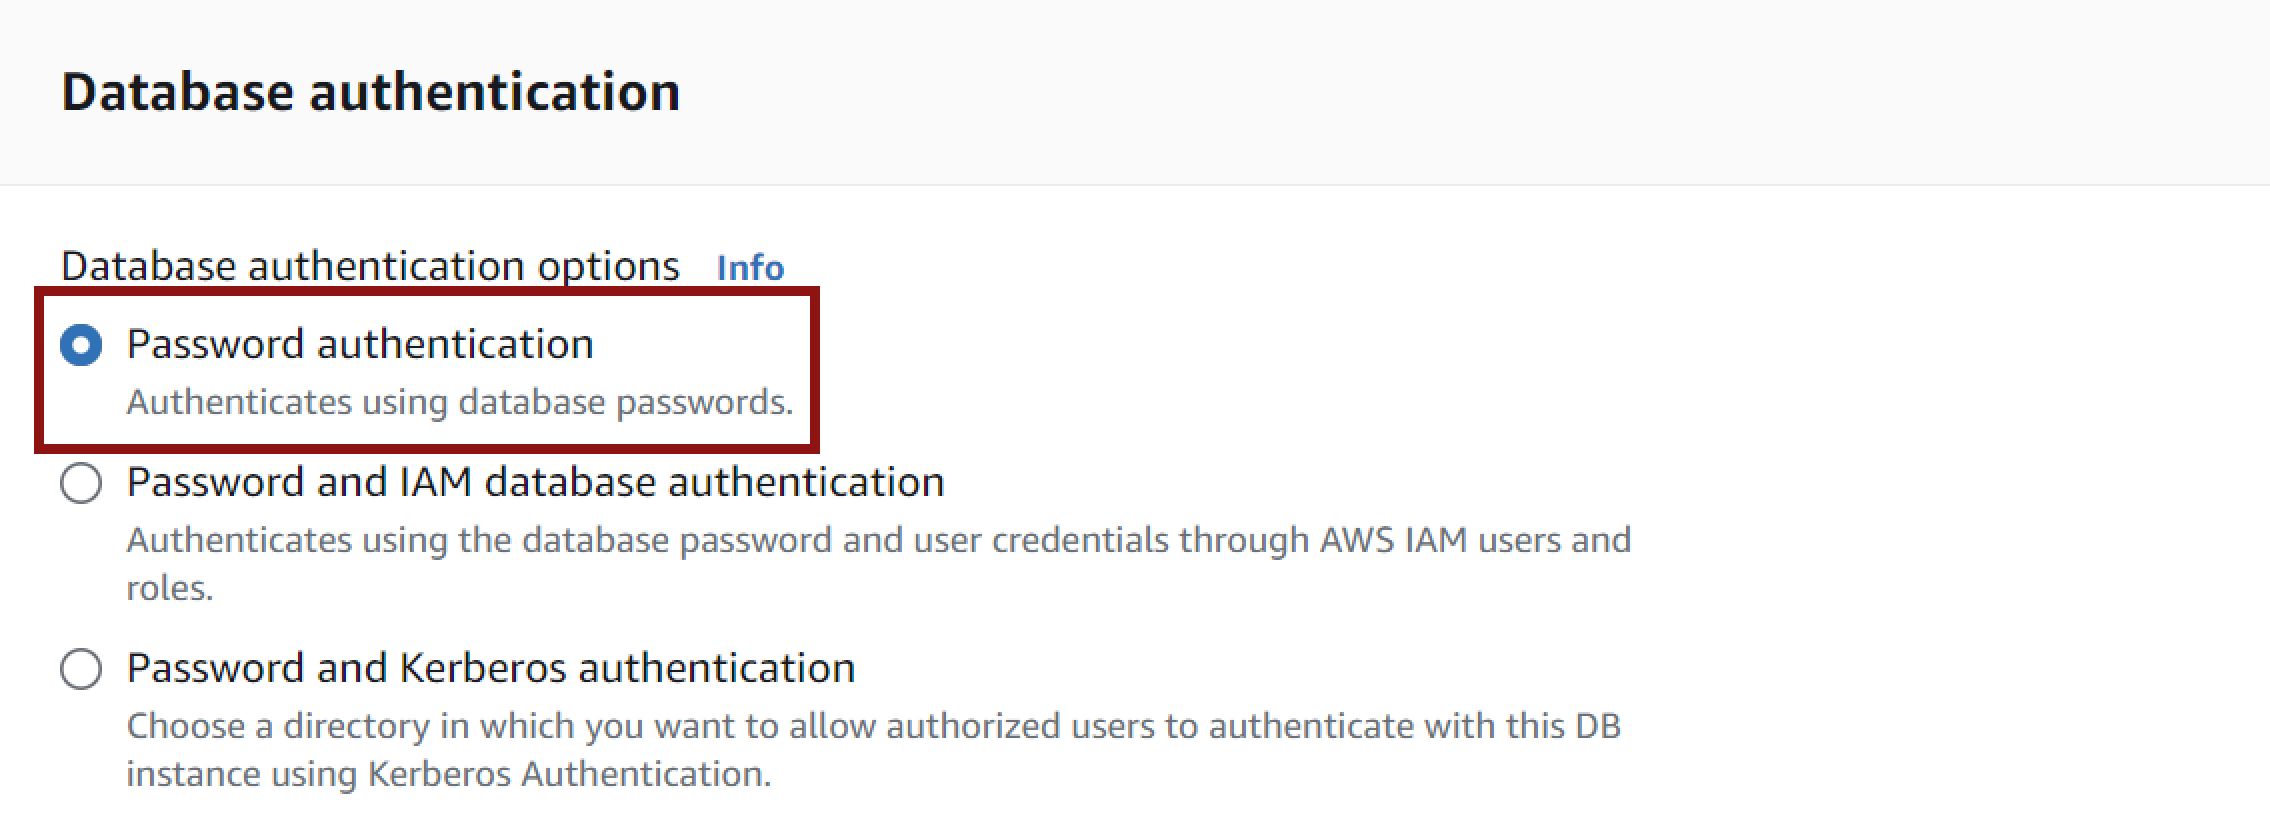 Database authentication
Database authentication options Info
Password authentication
Authenticates using database passwords.
Password and IAM database authentication
Authenticates using the database password and user credentials through AWS IAM users and
roles.
Password and Kerberos authentication
Choose a directory in which you want to allow authorized users to authenticate with this DB
instance using Kerberos Authentication.